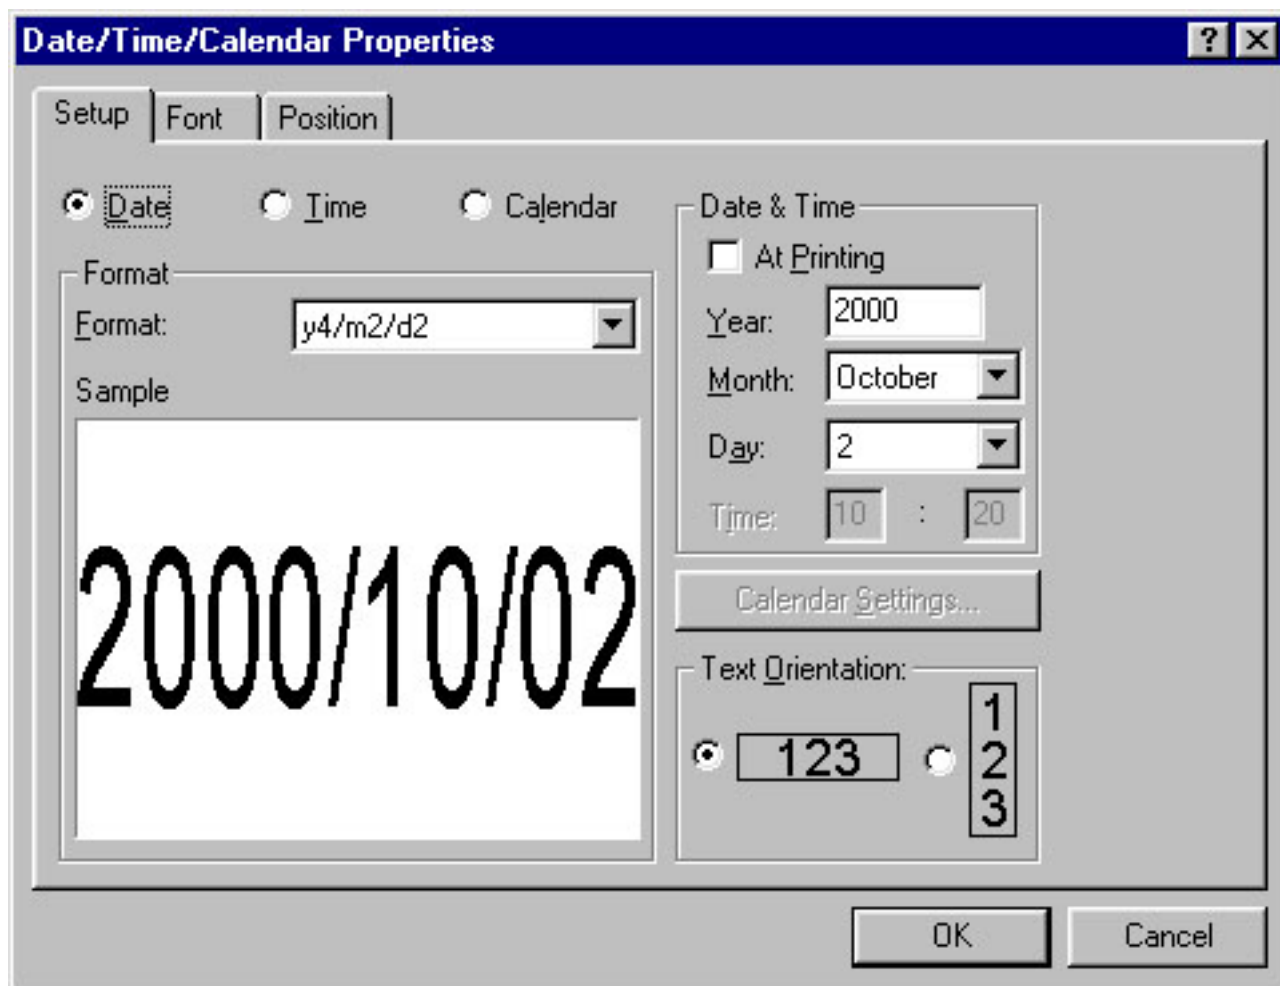 Date/Time/Calendar Properties
Setup
Font
Position
Date
Time
Calendar
Format
Format:
y4/m2/d2
Sample
2000/10/02
Date & Time
At Printing
Year:
2000
Month:
October
Day:
2
Time:
10 : 20
Calendar Settings...
Text Orientation:
123
1
2
3
OK
Cancel